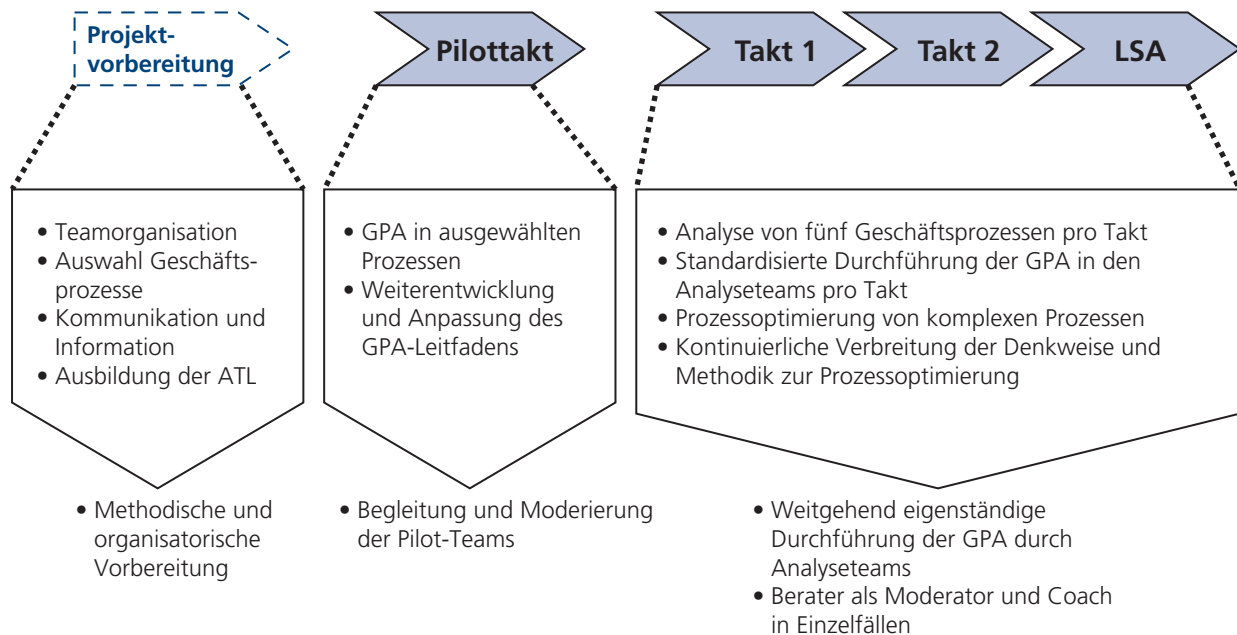 Projekt-
vorbereitung
Pilottakt
Takt 1
Takt 2
LSA
• Teamorganisation
• Auswahl Geschäfts-
prozesse
• Kommunikation und
Information
• Ausbildung der ATL
• GPA in ausgewählten
Prozessen
• Weiterentwicklung
und Anpassung des
GPA-Leitfadens
• Analyse von fünf Geschäftsprozessen pro Takt
• Standardisierte Durchführung der GPA in den
Analyseteams pro Takt
• Prozessoptimierung von komplexen Prozessen
• Kontinuierliche Verbreitung der Denkweise und
Methodik zur Prozessoptimierung
• Methodische und
organisatorische
Vorbereitung
• Begleitung und Moderierung
der Pilot-Teams
• Weitgehend eigenständige
Durchführung der GPA durch
Analyseteams
• Berater als Moderator und Coach
in Einzelfällen